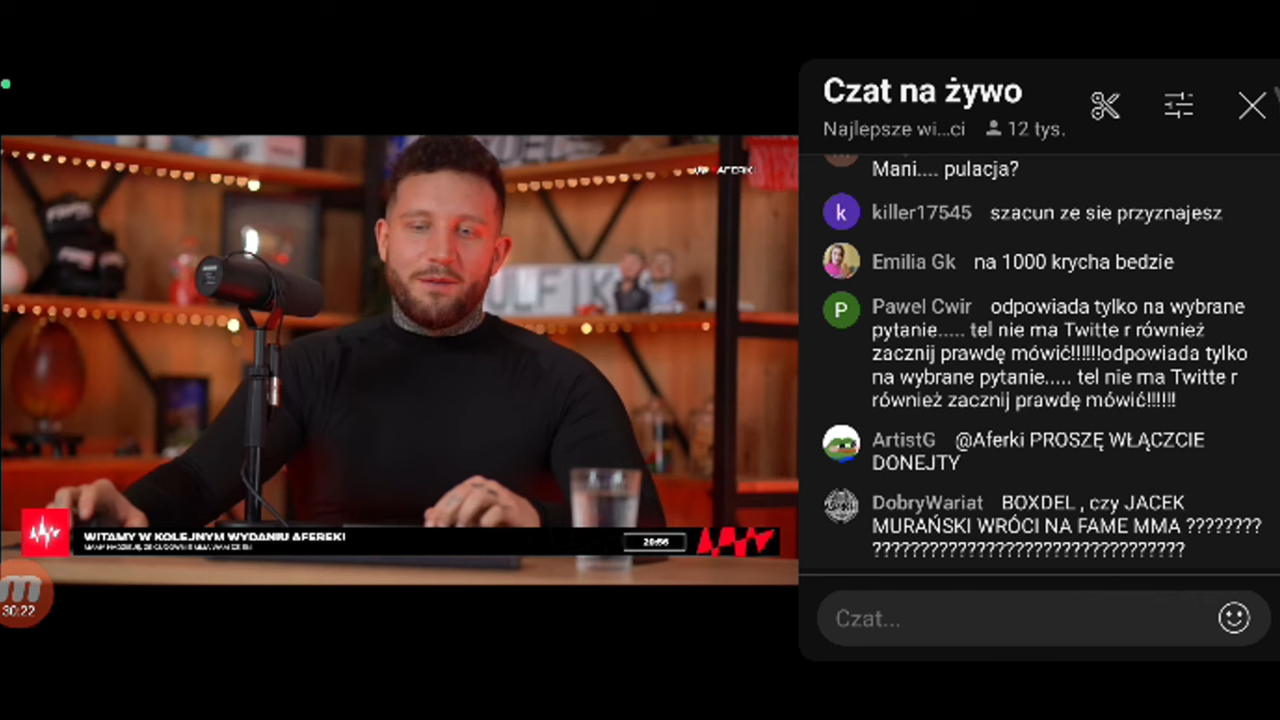 Czat na żywo
Najlepsze wi...ci 12 tys.
Mani.... pulacja?
killer17545 szacun ze sie przyznajesz
Emilia Gk na 1000 krycha bedzie
Pawel Cwir odpowiada tylko na wybrane
pytanie..... tel nie ma Twitte r również
zacznij prawdę mówić!!!!!!odpowiada tylko
na wybrane pytanie..... tel nie ma Twitte r
również zacznij prawdę mówić!!!!!!
ArtistG @Aferki PROSZĘ WŁĄCZCIE
DONEJTY
DobryWariat BOXDEL , czy JACEK
MURAŃSKI WRÓCI NA FAME MMA ????????
????????????????????????????????
Czat...
AFERKI
WITAMY W KOLEJNYM WYDANIU AFEREK!
20:56
30:22